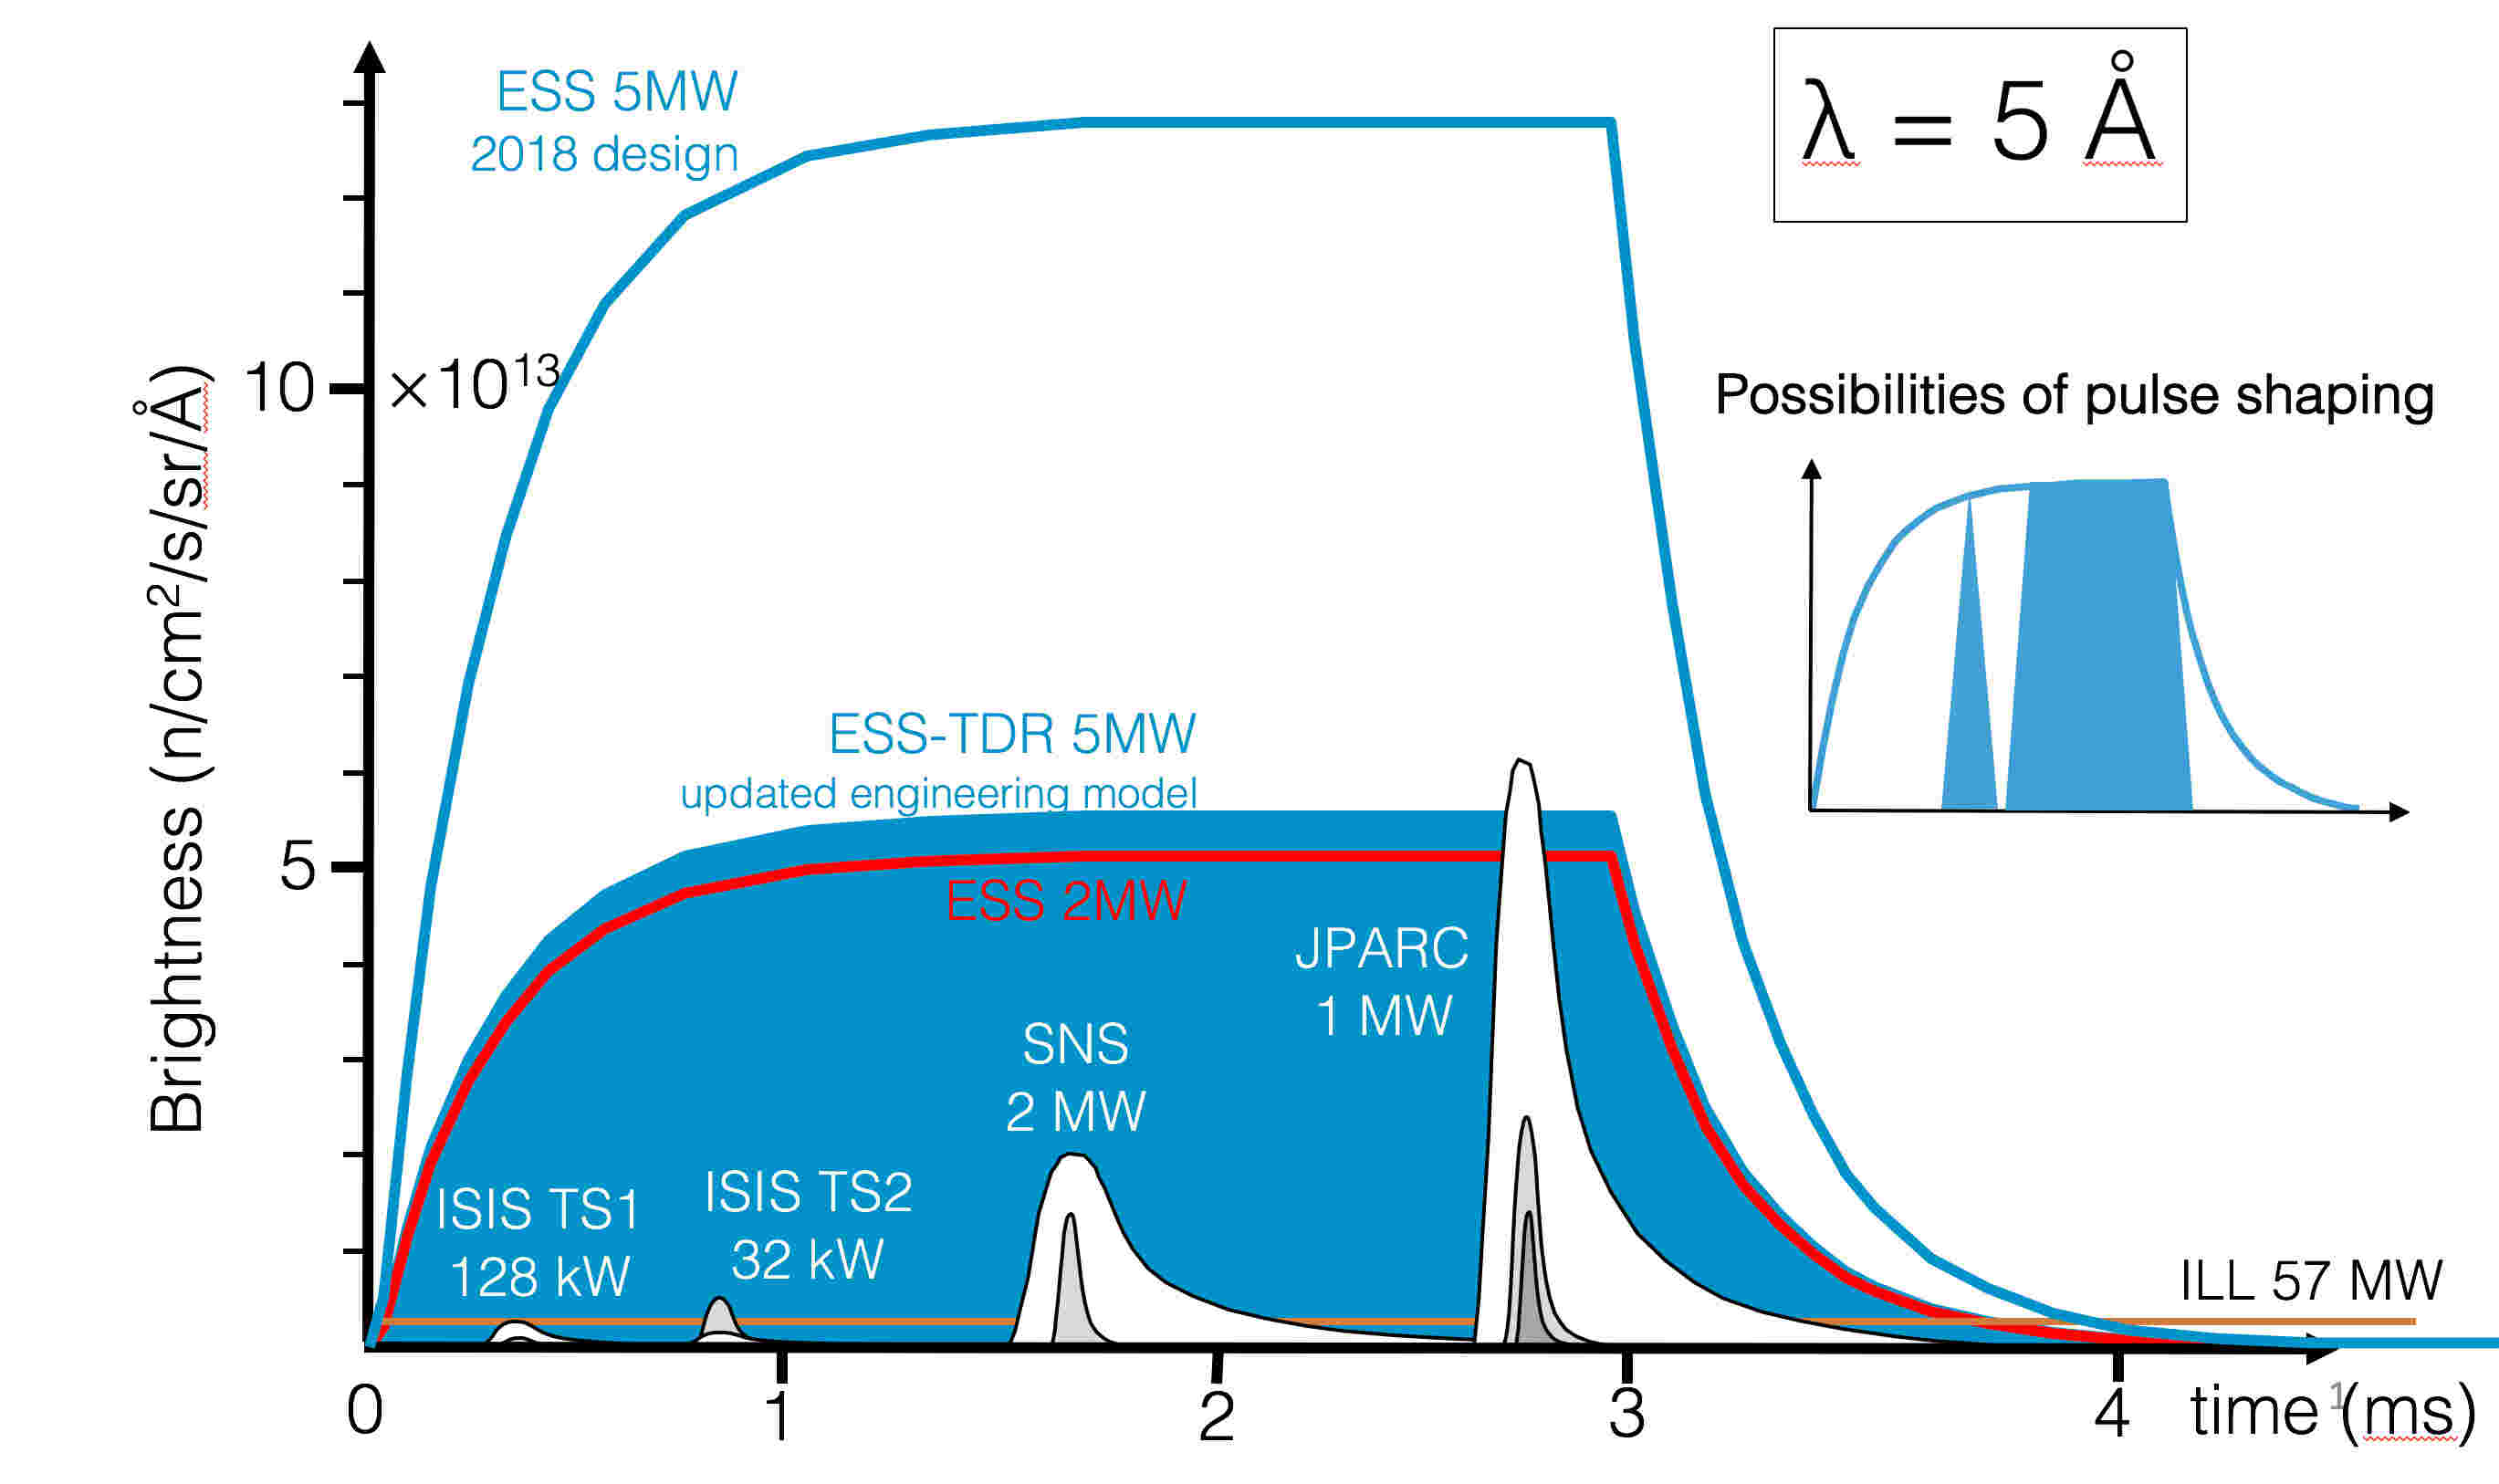 ESS 5MW
2018 design
λ = 5 Å
Brightness (n/cm²/s/sr/Å)
10
×10¹³
5
Possibilities of pulse shaping
ESS-TDR 5MW
updated engineering model
ESS 2MW
JPARC
1 MW
SNS
2 MW
ISIS TS1
128 kW
ISIS TS2
32 kW
ILL 57 MW
0
1
2
3
4
time (ms)
1